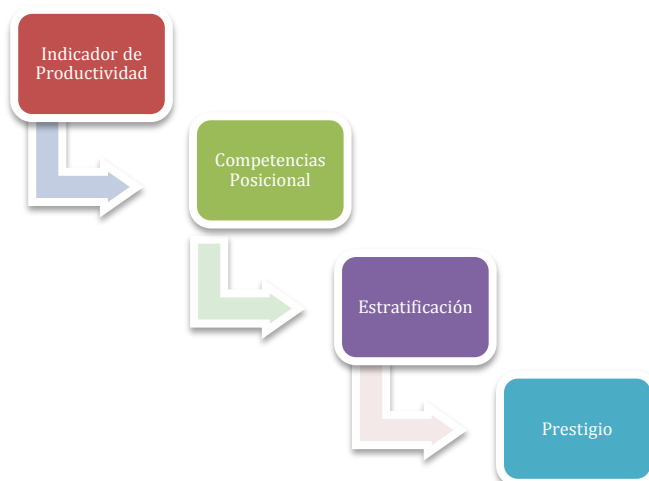 Indicador de
Productividad
Competencias
Posicional
Estratificación
Prestigio